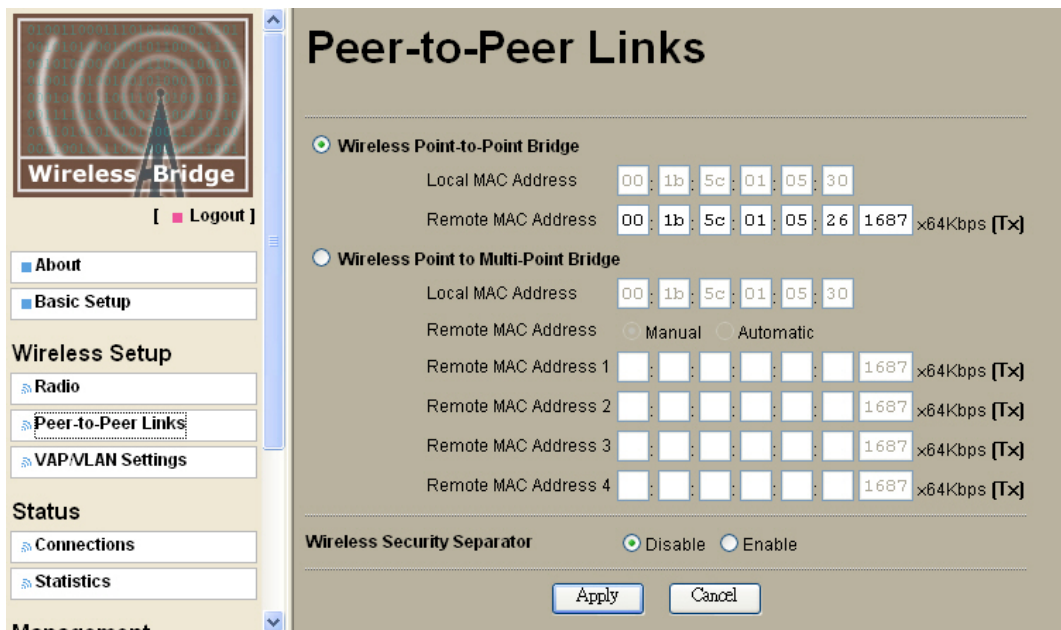 Wireless Bridge
[ Logout ]
About
Basic Setup
Wireless Setup
Radio
Peer-to-Peer Links
VAP/VLAN Settings
Status
Connections
Statistics
Management
Peer-to-Peer Links
Wireless Point-to-Point Bridge
Local MAC Address 00 : 1b : 5c : 01 : 05 : 30
Remote MAC Address 00 : 1b : 5c : 01 : 05 : 26 1687 x64Kbps (Tx)
Wireless Point to Multi-Point Bridge
Local MAC Address 00 : 1b : 5c : 01 : 05 : 30
Remote MAC Address Manual Automatic
Remote MAC Address 1 : : : : : 1687 x64Kbps (Tx)
Remote MAC Address 2 : : : : : 1687 x64Kbps (Tx)
Remote MAC Address 3 : : : : : 1687 x64Kbps (Tx)
Remote MAC Address 4 : : : : : 1687 x64Kbps (Tx)
Wireless Security Separator Disable Enable
Apply Cancel